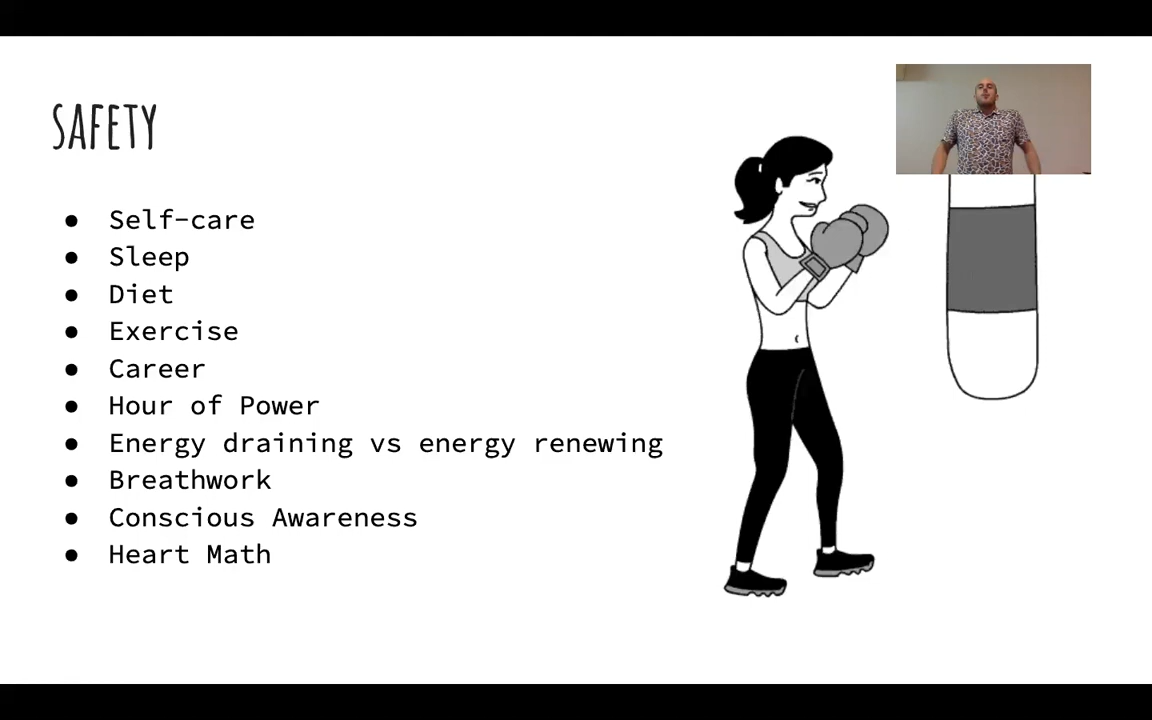 SAFETY
● Self-care
● Sleep
● Diet
● Exercise
● Career
● Hour of Power
● Energy draining vs energy renewing
● Breathwork
● Conscious Awareness
● Heart Math